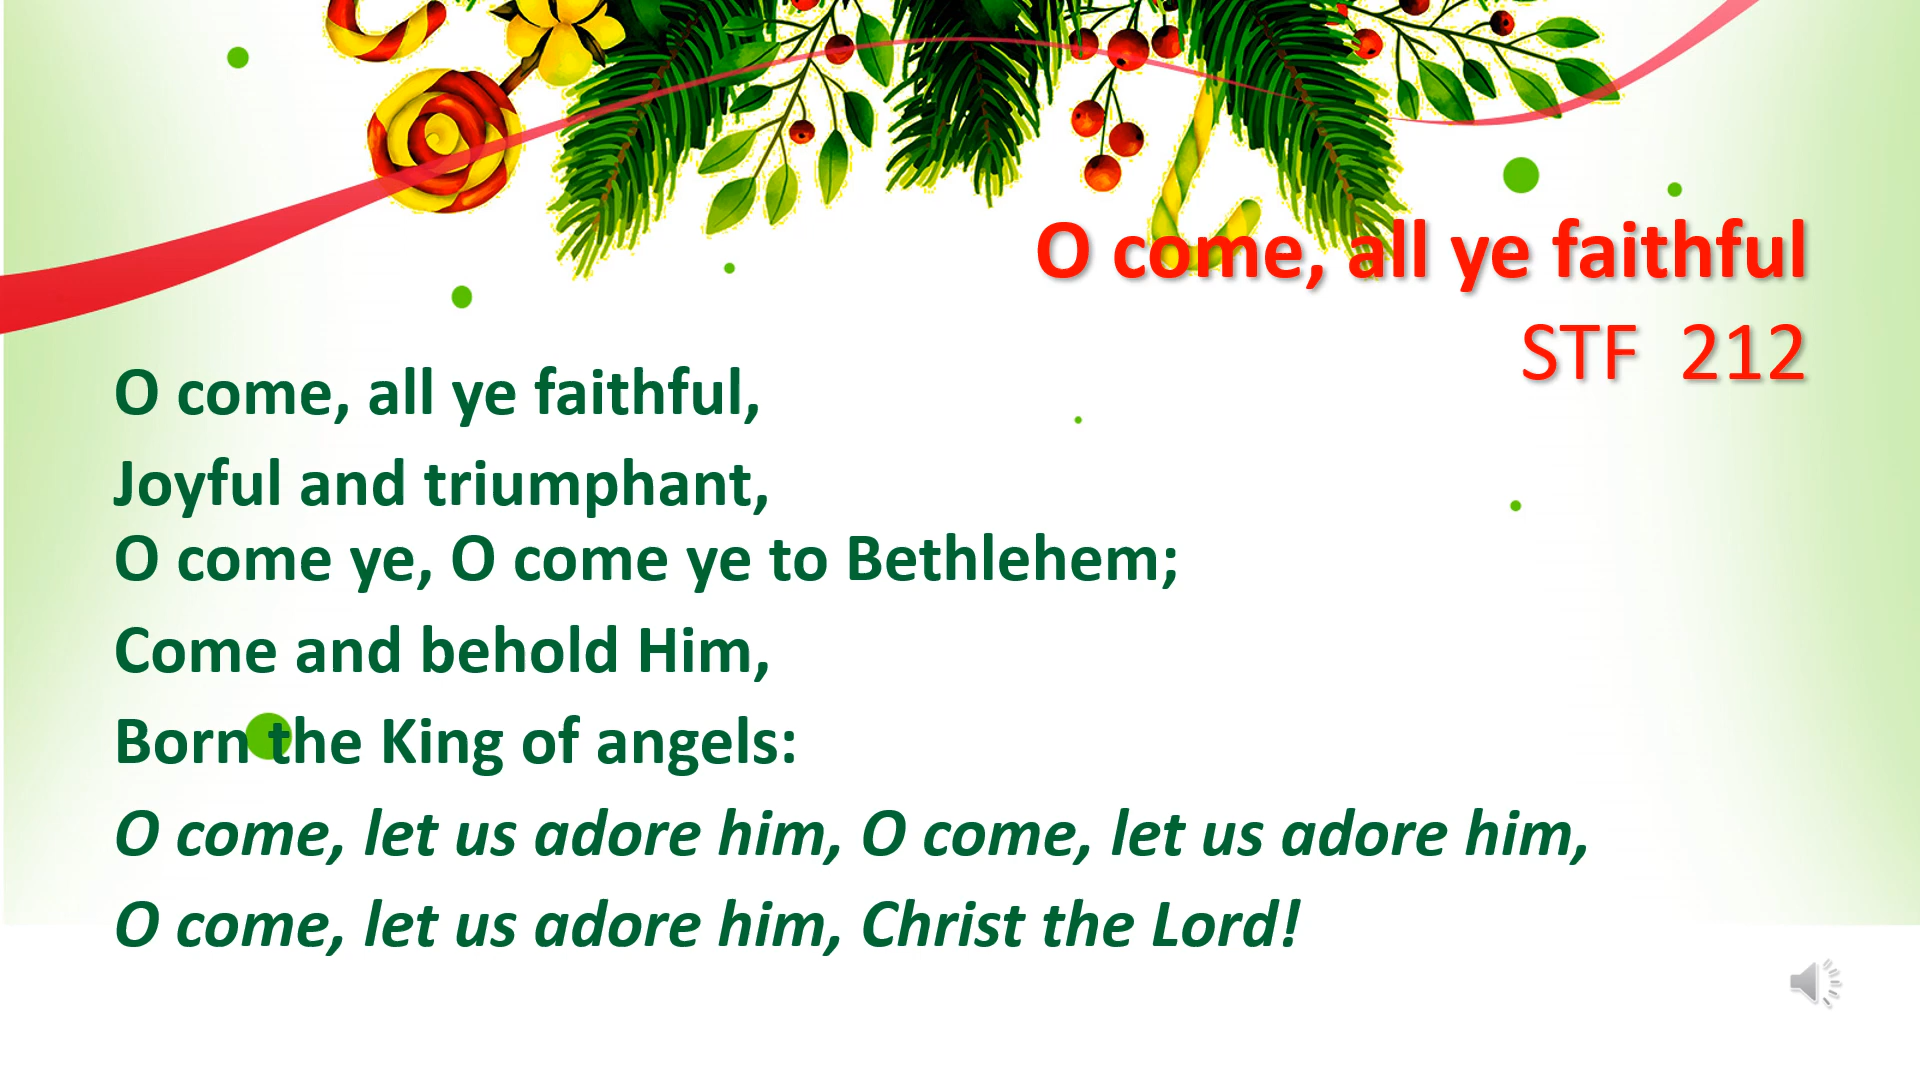 O come, all ye faithful
STF 212
O come, all ye faithful,
Joyful and triumphant,
O come ye, O come ye to Bethlehem;
Come and behold Him,
Born the King of angels:
O come, let us adore him, O come, let us adore him,
O come, let us adore him, Christ the Lord!